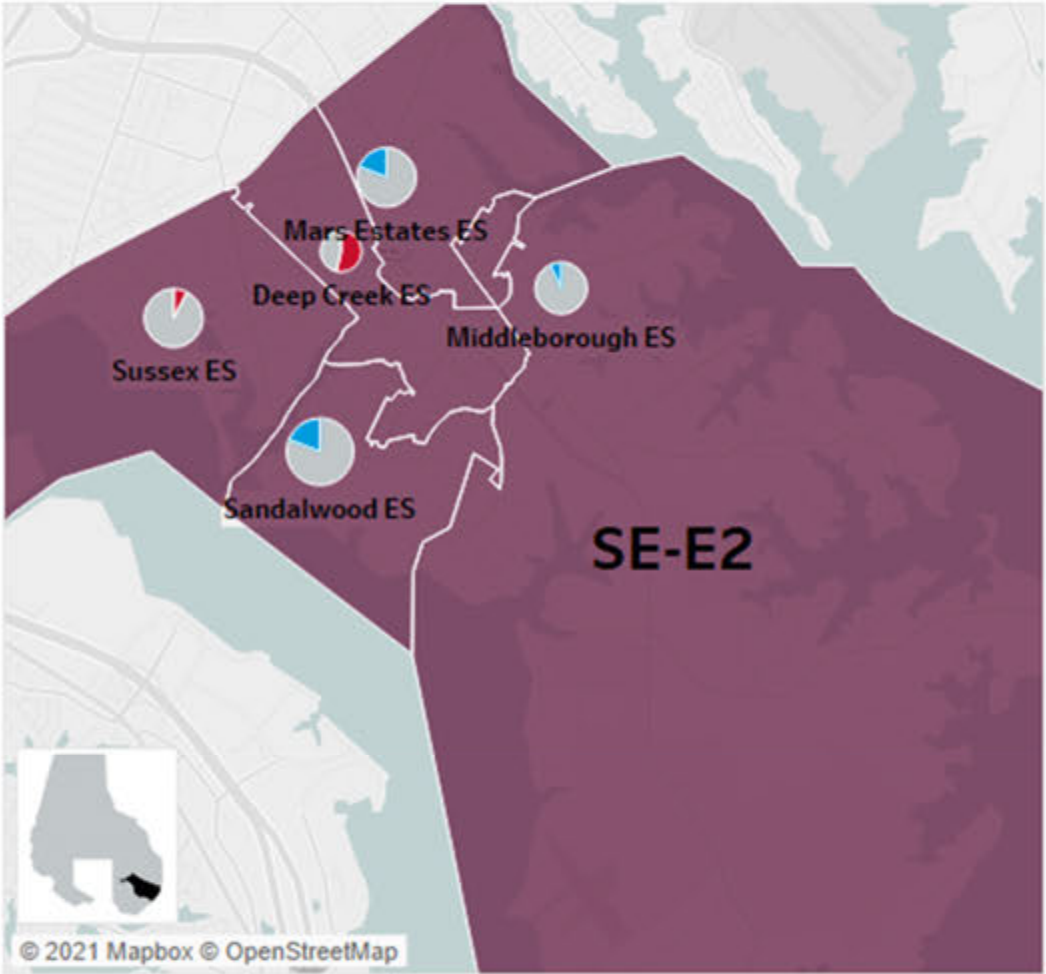 Mars Estates ES
Deep Creek ES
Middleborough ES
Sussex ES
Sandalwood ES
SE-E2
© 2021 Mapbox © OpenStreetMap